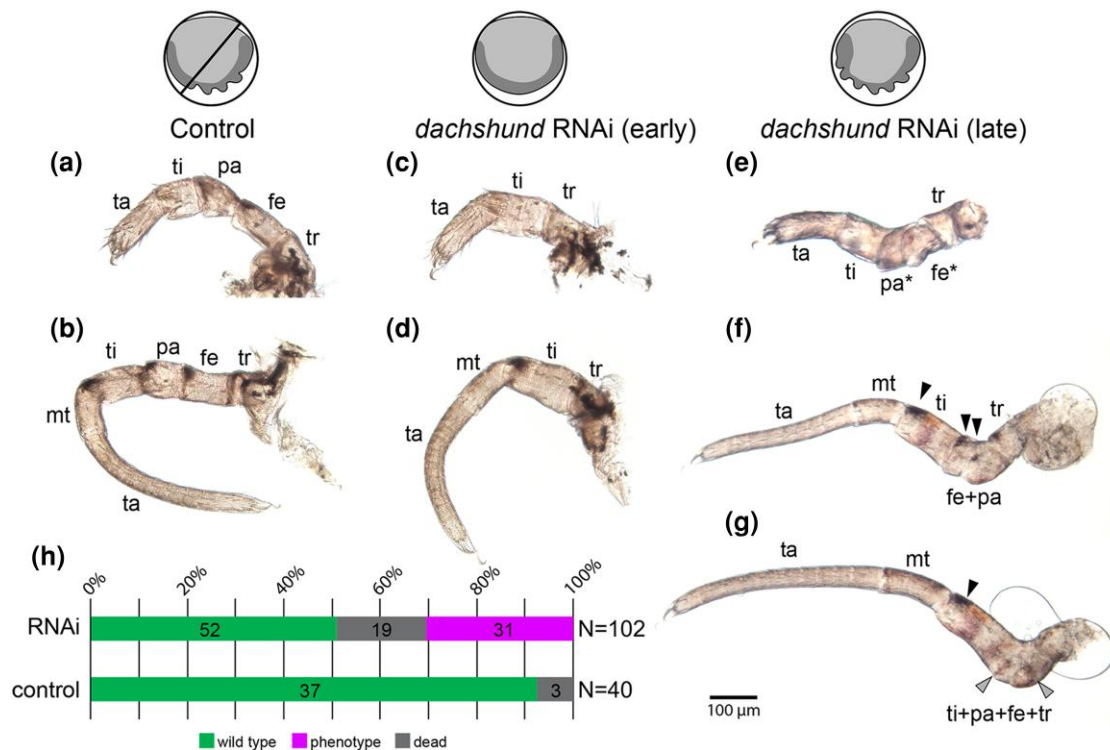 Control
dachshund RNAi (early)
dachshund RNAi (late)
(a)
ta
ti
pa
fe
tr
(c)
ta
ti
tr
(e)
tr
ta
ti
pa*
fe*
(b)
ti
pa
fe
tr
mt
ta
(d)
mt
ti
tr
ta
(f)
ta
mt
ti
tr
fe+pa
(g)
ta
mt
ti+pa+fe+tr
100 µm
(h)
0%
20%
40%
60%
80%
100%
RNAi
52
19
31
N=102
control
37
3
N=40
wild type
phenotype
dead